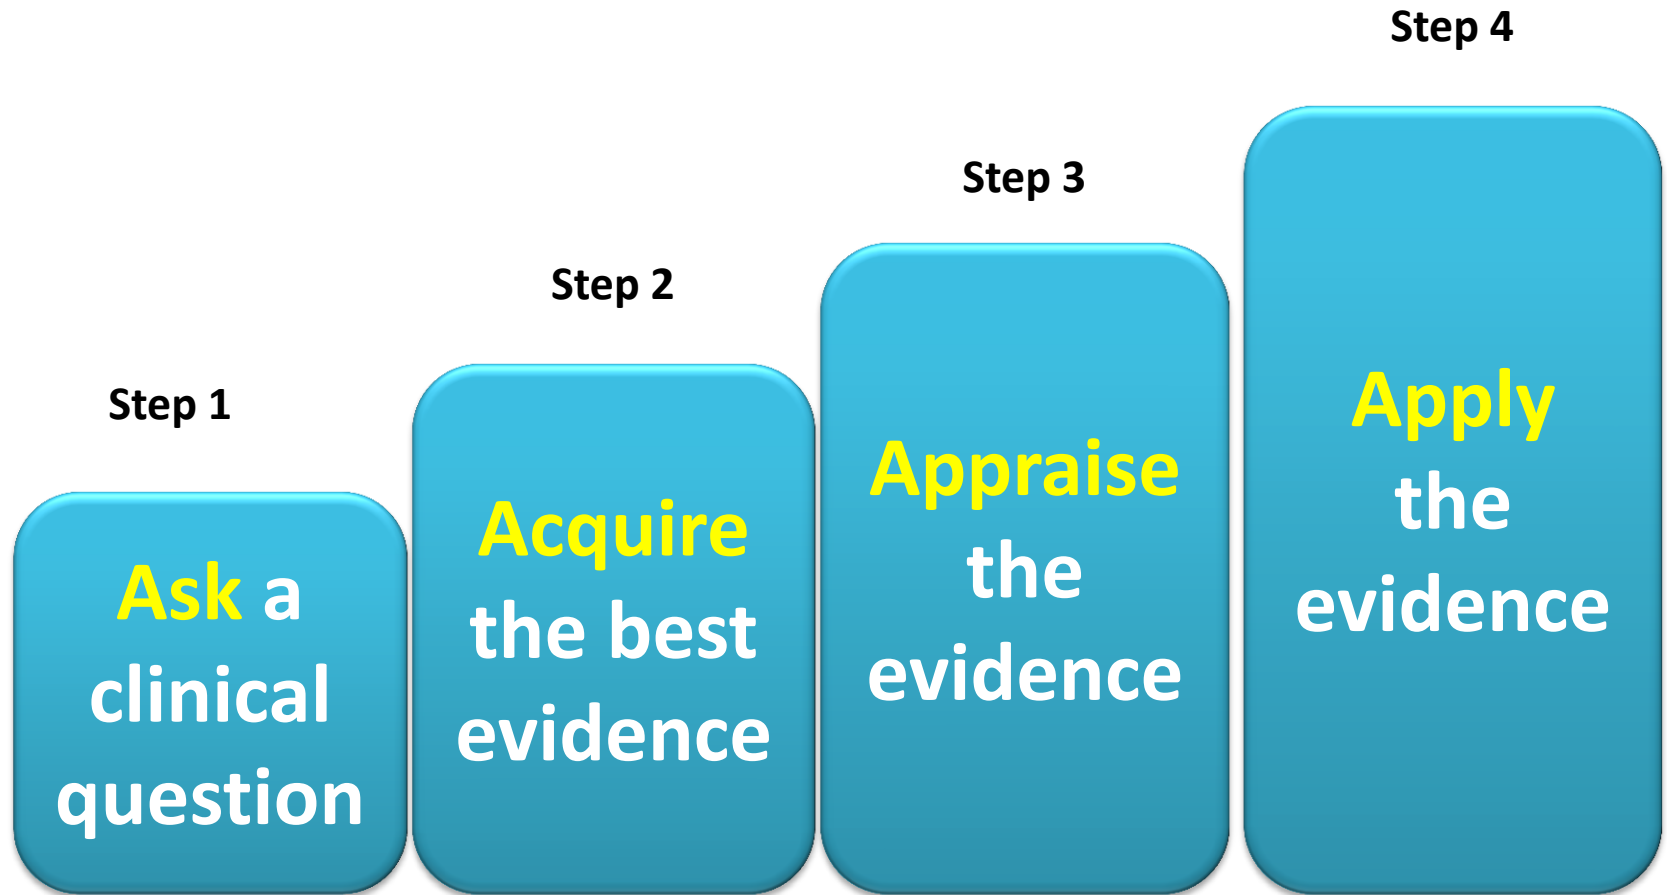 Step 1
Ask a
clinical
question
Step 2
Acquire
the best
evidence
Step 3
Appraise
the
evidence
Step 4
Apply
the
evidence